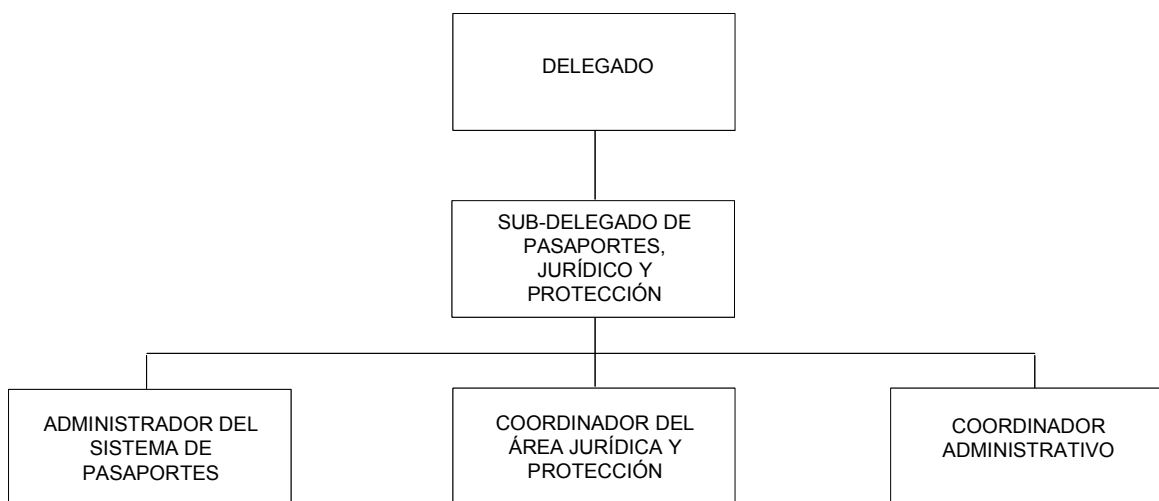 DELEGADO
SUB-DELEGADO DE
PASAPORTES,
JURÍDICO Y
PROTECCIÓN
ADMINISTRADOR DEL
SISTEMA DE
PASAPORTES
COORDINADOR DEL
ÁREA JURÍDICA Y
PROTECCIÓN
COORDINADOR
ADMINISTRATIVO